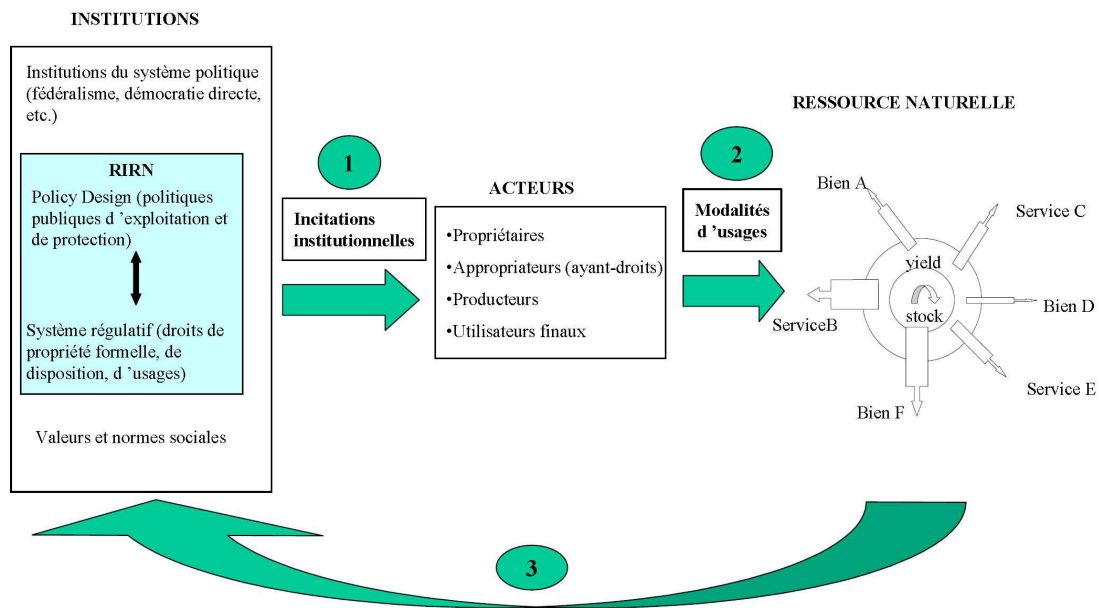 INSTITUTIONS
Institutions du système politique
(fédéralisme, démocratie directe,
etc.)
RIRN
Policy Design (politiques
publiques d ’exploitation et
de protection)
Système régulatif (droits de
propriété formelle, de
disposition, d ’usages)
Valeurs et normes sociales
1
Incitations
institutionnelles
ACTEURS
•Propriétaires
•Appropriateurs (ayant-droits)
•Producteurs
•Utilisateurs finaux
2
Modalités
d ’usages
RESSOURCE NATURELLE
Bien A
Service C
yield
stock
ServiceB
Bien D
Service E
Bien F
3